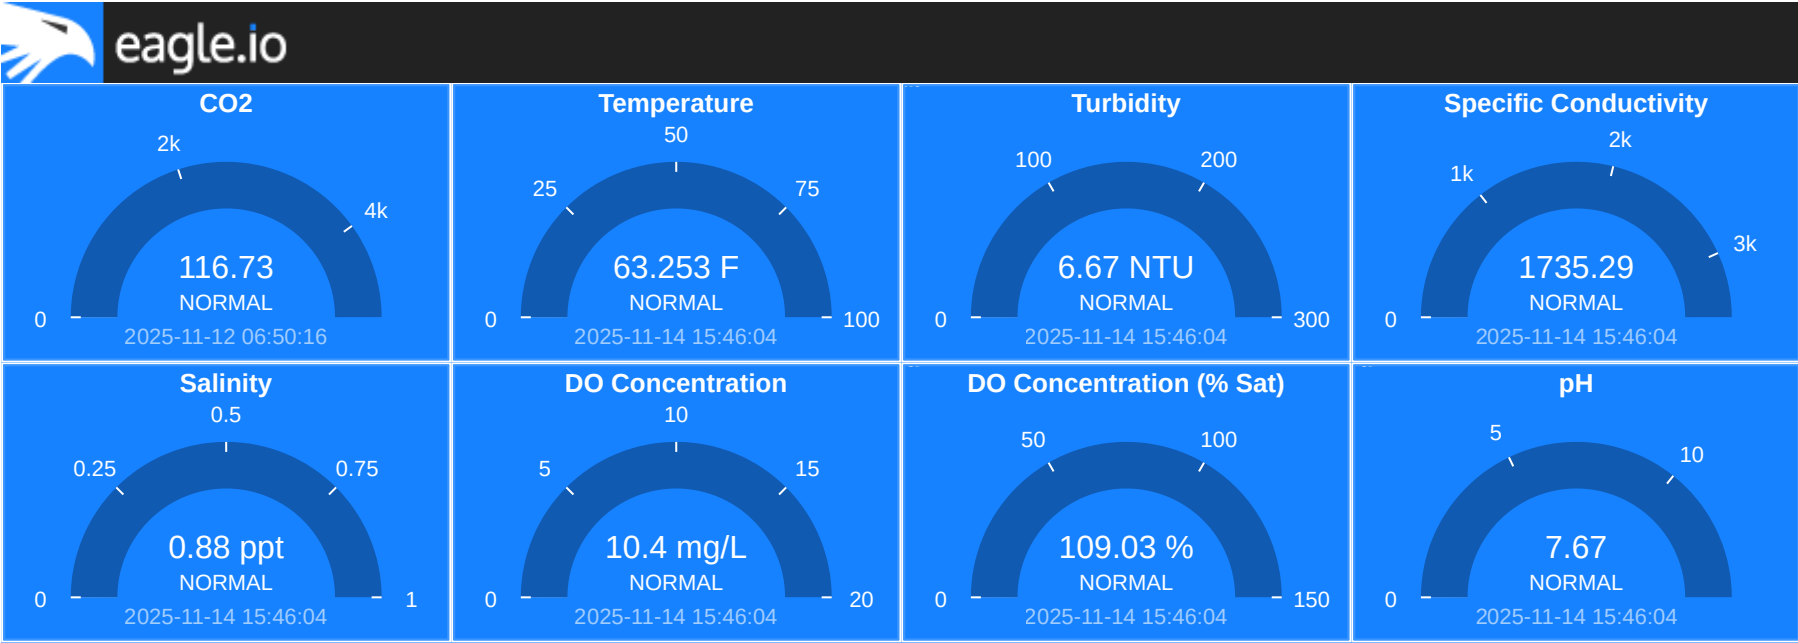 eagle.io
CO2
2k
4k
0
116.73
NORMAL
2025-11-12 06:50:16
Temperature
50
25
75
0
100
63.253 F
NORMAL
2025-11-14 15:46:04
Turbidity
100
200
0
300
6.67 NTU
NORMAL
2025-11-14 15:46:04
Specific Conductivity
2k
1k
3k
0
1735.29
NORMAL
2025-11-14 15:46:04
Salinity
0.5
0.25
0.75
0
1
0.88 ppt
NORMAL
2025-11-14 15:46:04
DO Concentration
10
5
15
0
20
10.4 mg/L
NORMAL
2025-11-14 15:46:04
DO Concentration (% Sat)
50
100
0
150
109.03 %
NORMAL
2025-11-14 15:46:04
pH
5
10
0
7.67
NORMAL
2025-11-14 15:46:04